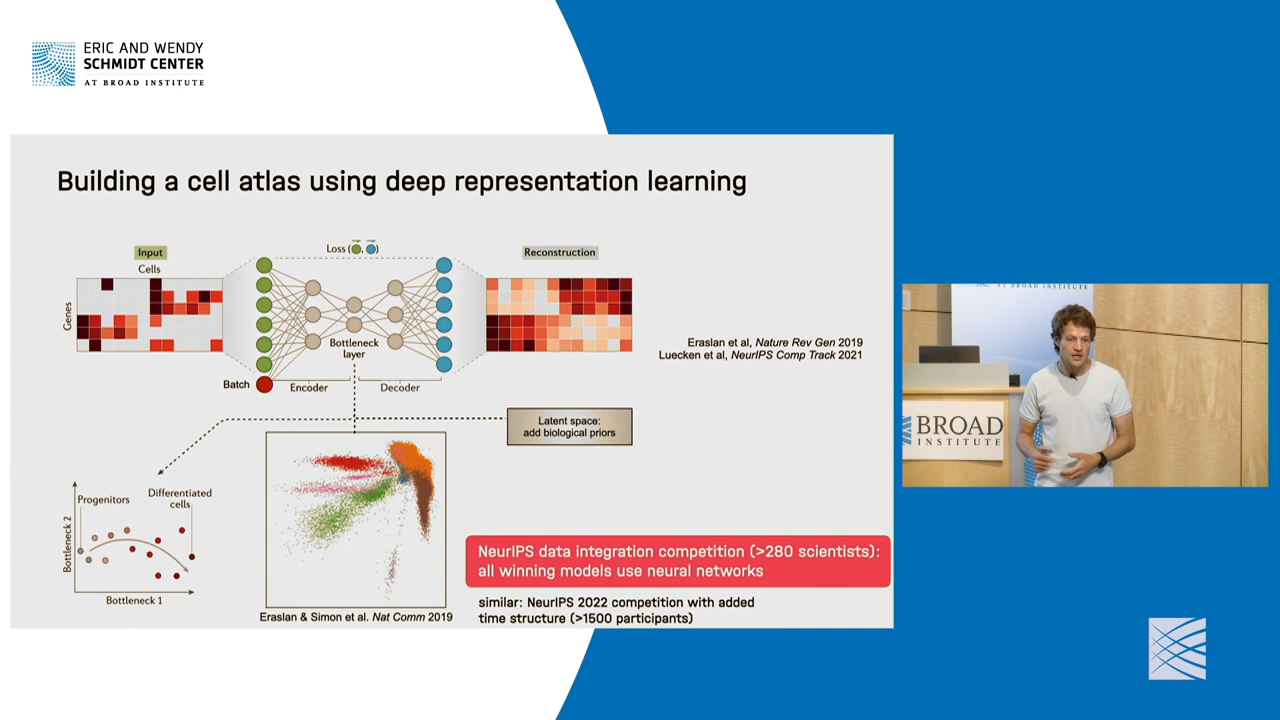 ERIC AND WENDY
SCHMIDT CENTER
AT BROAD INSTITUTE
Building a cell atlas using deep representation learning
Input
Cells
Genes
Loss ( , )
Reconstruction
Bottleneck
layer
Batch
Encoder
Decoder
Eraslan et al, Nature Rev Gen 2019
Luecken et al, NeurIPS Comp Track 2021
Latent space:
add biological priors
Progenitors
Differentiated
cells
Bottleneck 2
Bottleneck 1
Eraslan & Simon et al. Nat Comm 2019
NeurIPS data integration competition (>280 scientists):
all winning models use neural networks
similar: NeurIPS 2022 competition with added
time structure (>1500 participants)
AT BROAD INSTITUTE
BROAD
INSTITUTE